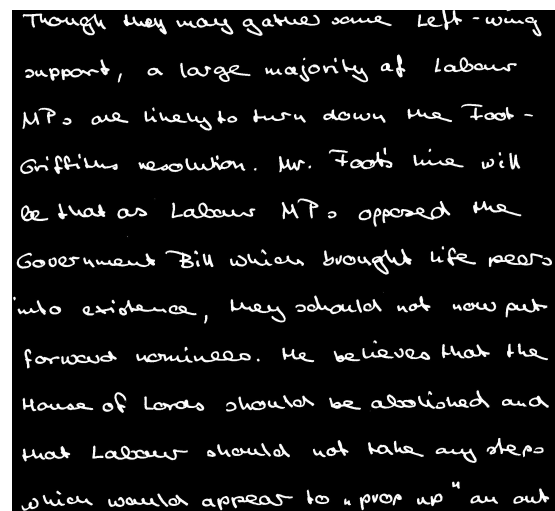 Though they may gather some Left-wing
support, a large majority of Labour
MPs are likely to turn down the Foot-
Griffiths resolution. Mr. Foot's line will
be that as Labour MPs opposed the
Government Bill which brought life peers
into existence, they should not now put
forward nominees. He believes that the
House of Lords should be abolished and
that Labour should not take any steps
which would appear to "prop up" an out